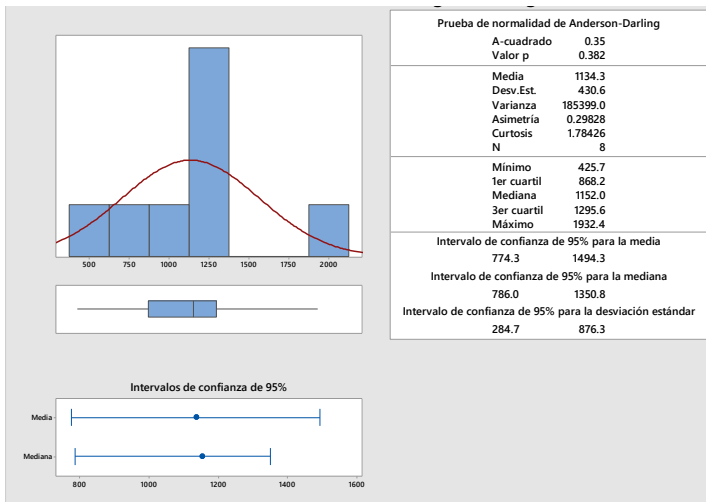 Prueba de normalidad de Anderson-Darling
A-cuadrado 0.35
Valor p 0.382
Media 1134.3
Desv.Est. 430.6
Varianza 185399.0
Asimetría 0.29828
Curtosis 1.78426
N 8
Mínimo 425.7
1er cuartil 868.2
Mediana 1152.0
3er cuartil 1295.6
Máximo 1932.4
Intervalo de confianza de 95% para la media
774.3 1494.3
Intervalo de confianza de 95% para la mediana
786.0 1350.8
Intervalo de confianza de 95% para la desviación estándar
284.7 876.3
500 750 1000 1250 1500 1750 2000
Intervalos de confianza de 95%
Media
Mediana
800 1000 1200 1400 1600